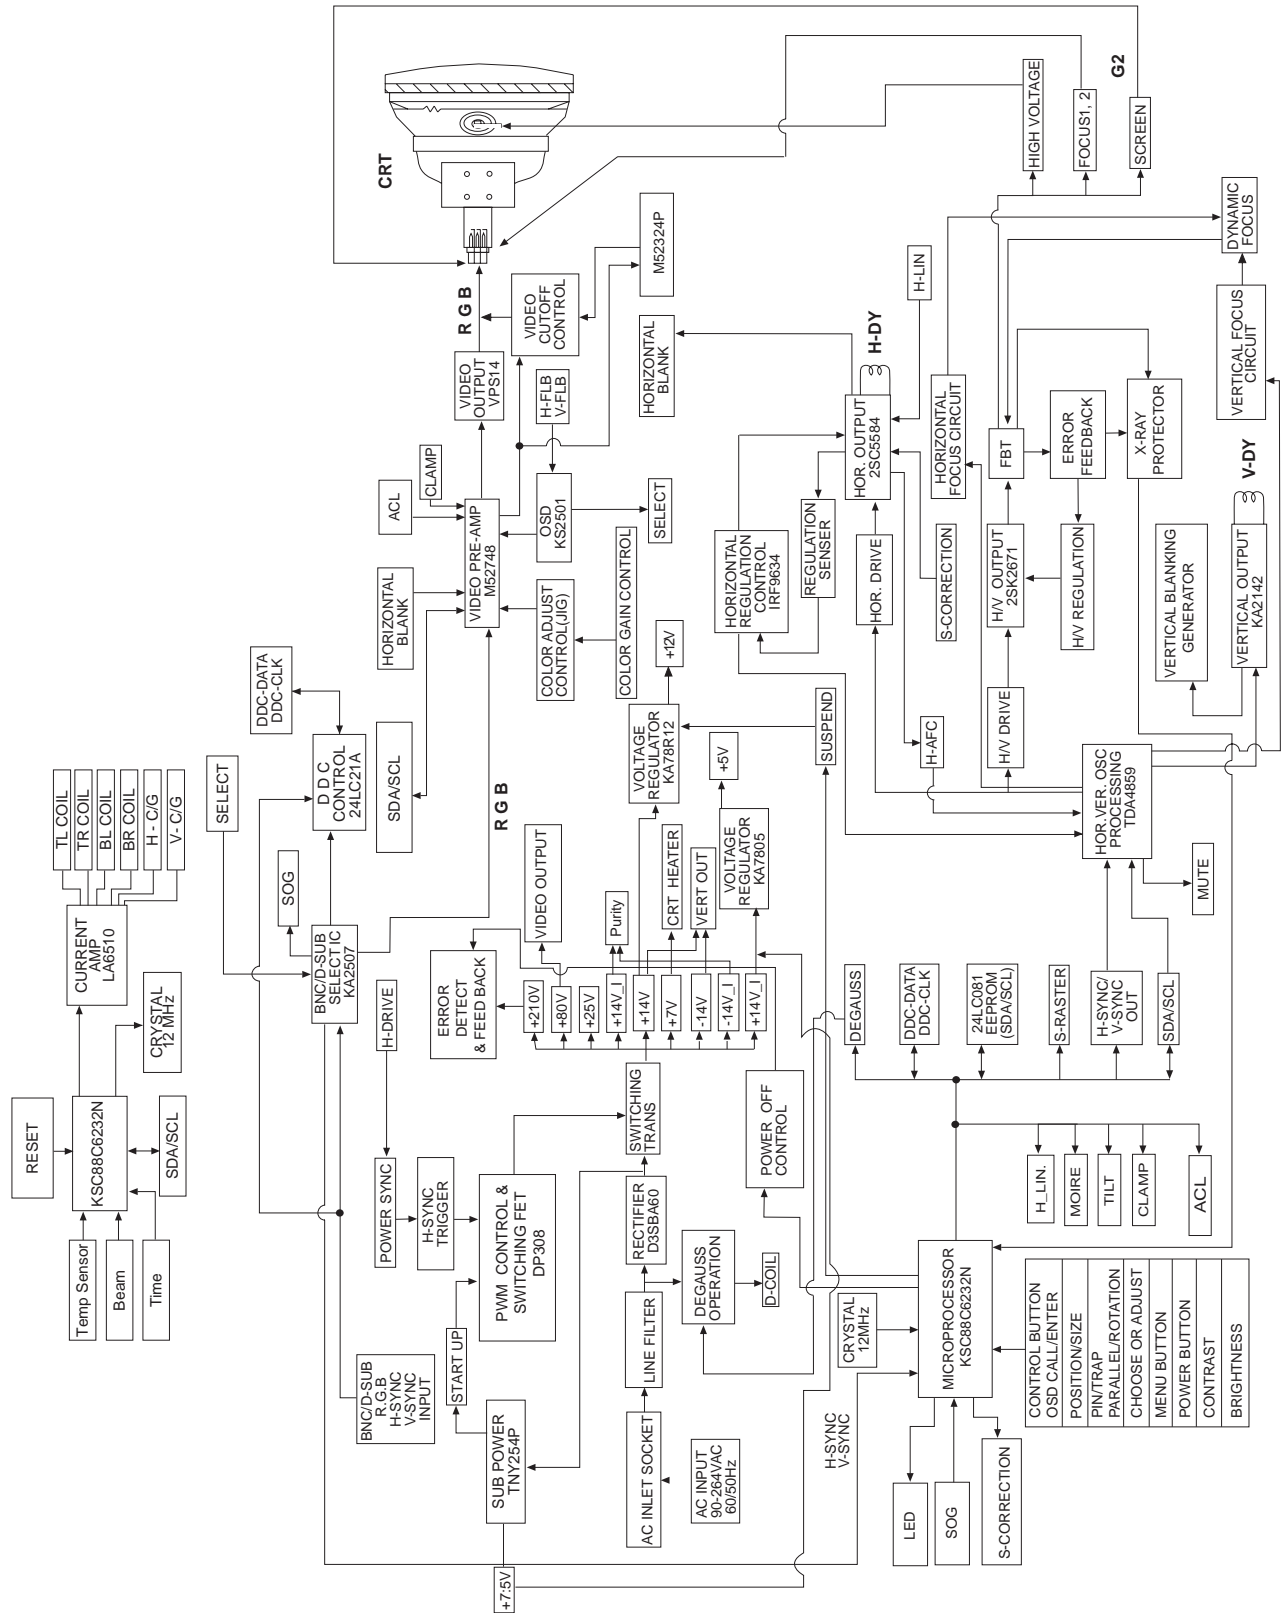 CRT
HIGH VOLTAGE
FOCUS1, 2
G2
SCREEN
R G B
VIDEO
OUTPUT
VPS14
VIDEO
CUTOFF
CONTROL
M52324P
HORIZONTAL
BLANK
H-FLB
V-FLB
CLAMP
ACL
VIDEO PRE-AMP
M52748
OSD
KS2501
SELECT
HORIZONTAL
BLANK
COLOR ADJUST
CONTROL(JIG)
COLOR GAIN CONTROL
DDC-DATA
DDC-CLK
D D C
CONTROL
24LC21A
SDA/SCL
R G B
TL COIL
TR COIL
BL COIL
BR COIL
H - C/G
V- C/G
SELECT
SOG
CURRENT
AMP
LA6510
CRYSTAL
12 MHz
BNC/D-SUB
SELECT IC
KA2507
RESET
KSC88C6232N
SDA/SCL
Temp Sensor
Beam
Time
H-DRIVE
POWER SYNC
H-SYNC
TRIGGER
PWM CONTROL &
SWITCHING FET
DP308
START UP
BNC/D-SUB
R.G.B
H-SYNC
V-SYNC
INPUT
SUB POWER
TNY254P
+7:5V
ERROR
DETECT
& FEED BACK
VIDEO OUTPUT
Purity
CRT HEATER
VERT OUT
+210V
+80V
+25V
+14V_I
+14V
+7V
-14V
-14V_I
+14V_I
VOLTAGE
REGULATOR
KA78R12
+12V
VOLTAGE
REGULATOR
KA7805
+5V
SUSPEND
SWITCHING
TRANS
RECTIFIER
D3SBA60
LINE FILTER
AC INLET SOCKET
AC INPUT
90-264VAC
60/50Hz
DEGAUSS
OPERATION
D-COIL
POWER OFF
CONTROL
H-LIN
H-DY
HOR. OUTPUT
2SC5584
HORIZONTAL
REGULATION
CONTROL
IRF9634
REGULATION
SENSER
HOR. DRIVE
S-CORRECTION
HORIZONTAL
FOCUS CIRCUIT
DYNAMIC
FOCUS
VERTICAL FOCUS
CIRCUIT
FBT
ERROR
FEEDBACK
X-RAY
PROTECTOR
H/V OUTPUT
2SK2671
H/V REGULATION
H/V DRIVE
H-AFC
V-DY
VERTICAL BLANKING
GENERATOR
VERTICAL OUTPUT
KA2142
HOR.VER. OSC
PROCESSING
TDA4859
MUTE
DEGAUSS
DDC-DATA
DDC-CLK
24LC081
EEPROM
(SDA/SCL)
S-RASTER
H-SYNC/
V-SYNC
OUT
SDA/SCL
H_LIN.
MOIRE
TILT
CLAMP
ACL
CRYSTAL
12MHz
MICROPROCESSOR
KSC88C6232N
H-SYNC
V-SYNC
LED
SOG
S-CORRECTION
CONTROL BUTTON
OSD CALL/ENTER
POSITION/SIZE
PIN/TRAP
PARALLEL/ROTATION
CHOOSE OR ADJUST
MENU BUTTON
POWER BUTTON
CONTRAST
BRIGHTNESS